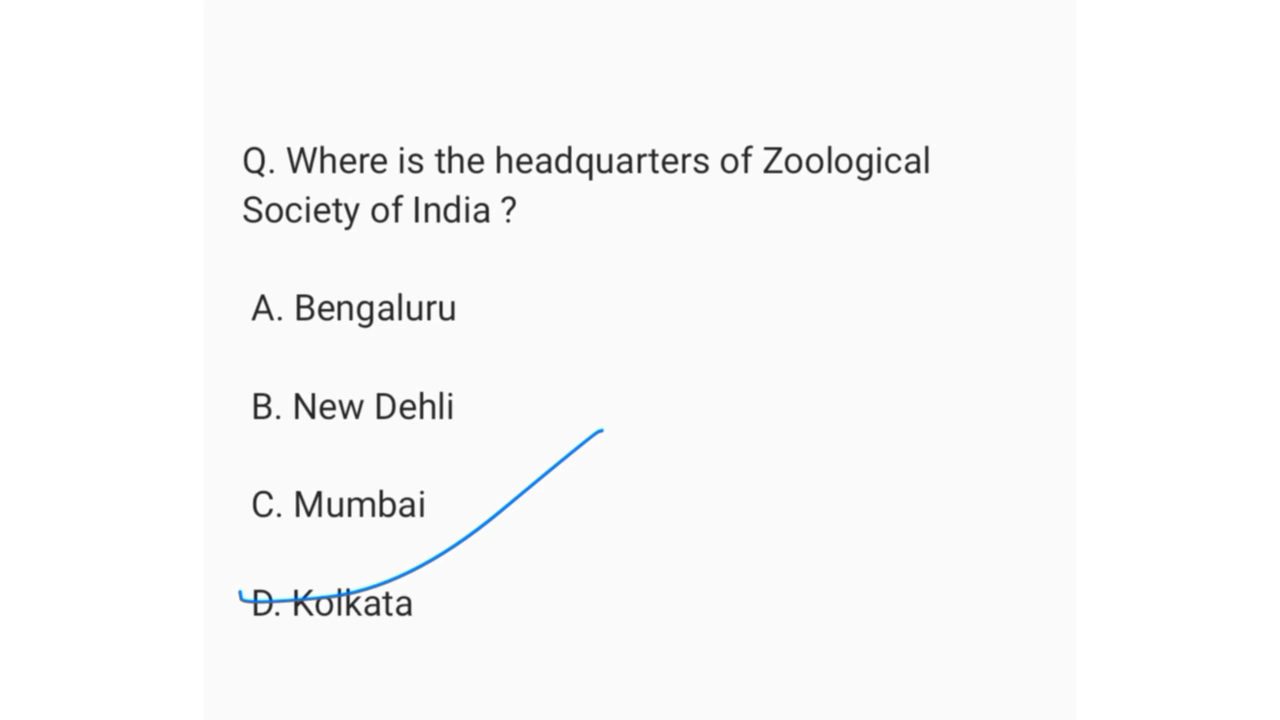 Q. Where is the headquarters of Zoological
Society of India ?
A. Bengaluru
B. New Dehli
C. Mumbai
D. Kolkata